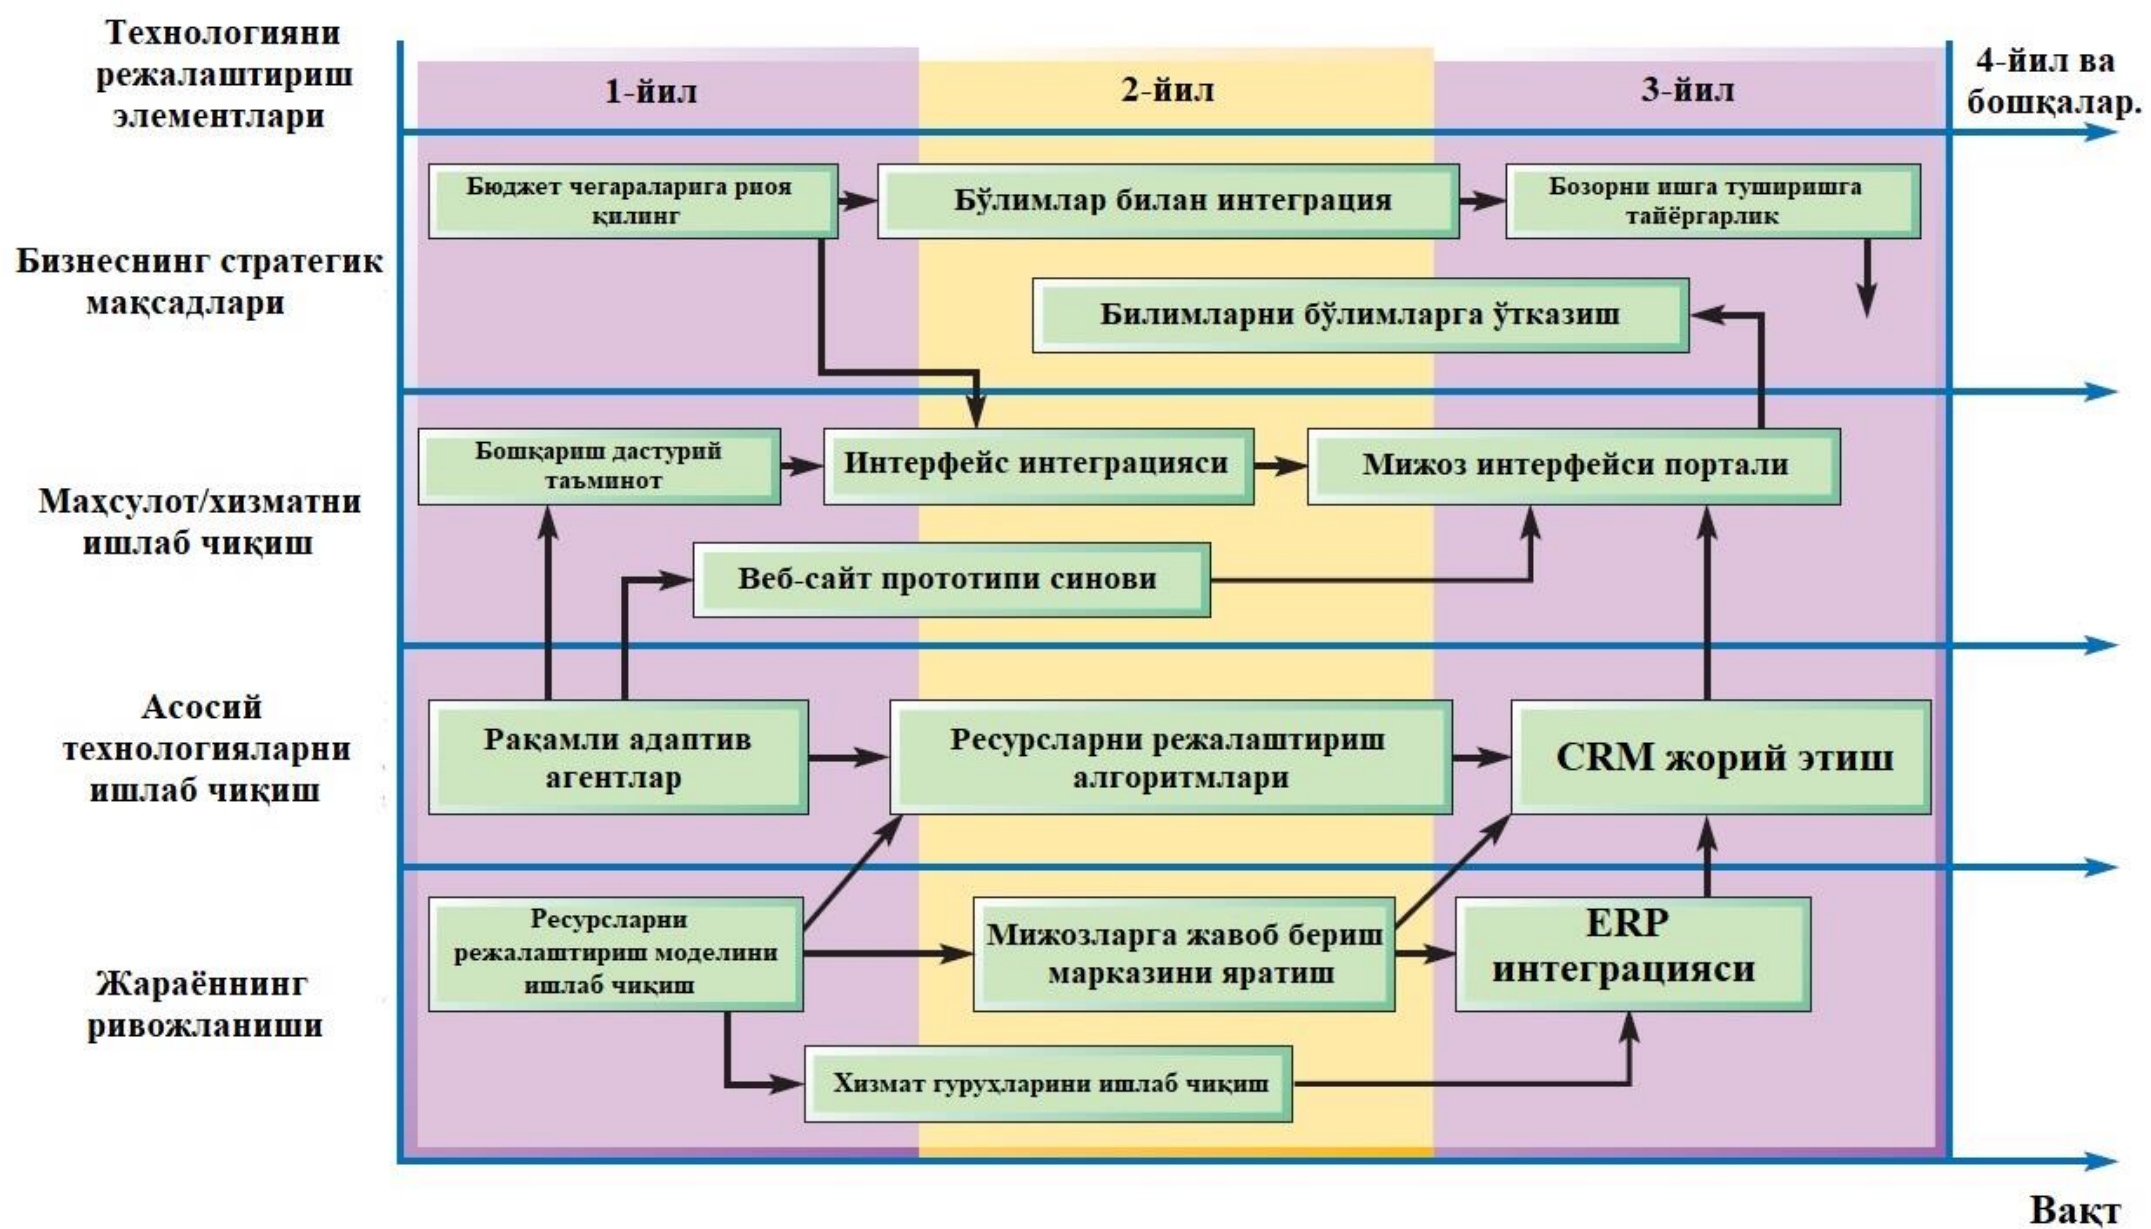 Технологияни
режалаштириш
элементлари
1-йил
2-йил
3-йил
4-йил ва
бошқалар.
Бизнеснинг стратегик
мақсадлари
Бюджет чегараларига риоя
қилинг
Бўлимлар билан интеграция
Бозорни ишга туширишга
тайёргарлик
Билимларни бўлимларга ўтказиш
Маҳсулот/хизматни
ишлаб чиқиш
Бошқариш дастурий
таъминот
Интерфейс интеграцияси
Мижоз интерфейси портали
Веб-сайт прототипи синови
Асосий
технологияларни
ишлаб чиқиш
Рақамли адаптив
агентлар
Ресурсларни режалаштириш
алгоритмлари
CRM жорий этиш
Жараённинг
ривожланиши
Ресурсларни
режалаштириш моделини
ишлаб чиқиш
Мижозларга жавоб бериш
марказини яратиш
ERP
интеграцияси
Хизмат гуруҳларини ишлаб чиқиш
Вақт